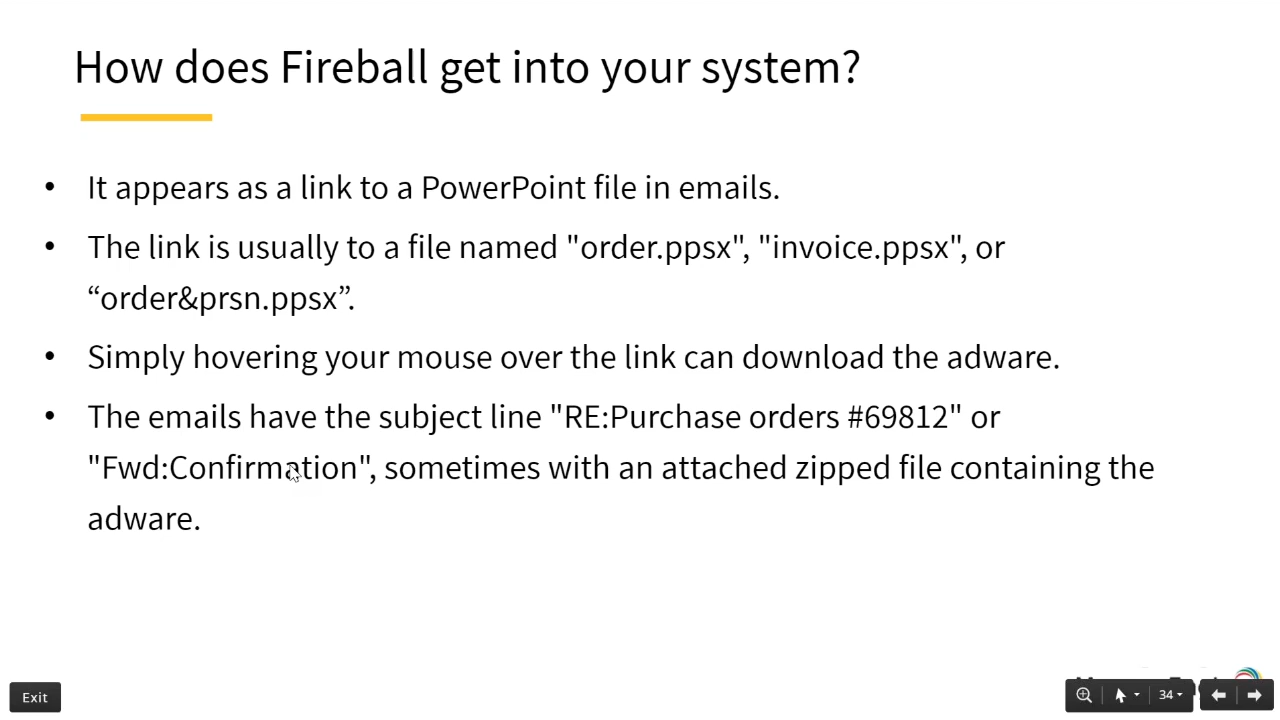 How does Fireball get into your system?
• It appears as a link to a PowerPoint file in emails.
• The link is usually to a file named "order.ppsx", "invoice.ppsx", or
“order&prsn.ppsx”.
• Simply hovering your mouse over the link can download the adware.
• The emails have the subject line "RE:Purchase orders #69812" or
"Fwd:Confirmation", sometimes with an attached zipped file containing the
adware.
Exit
34